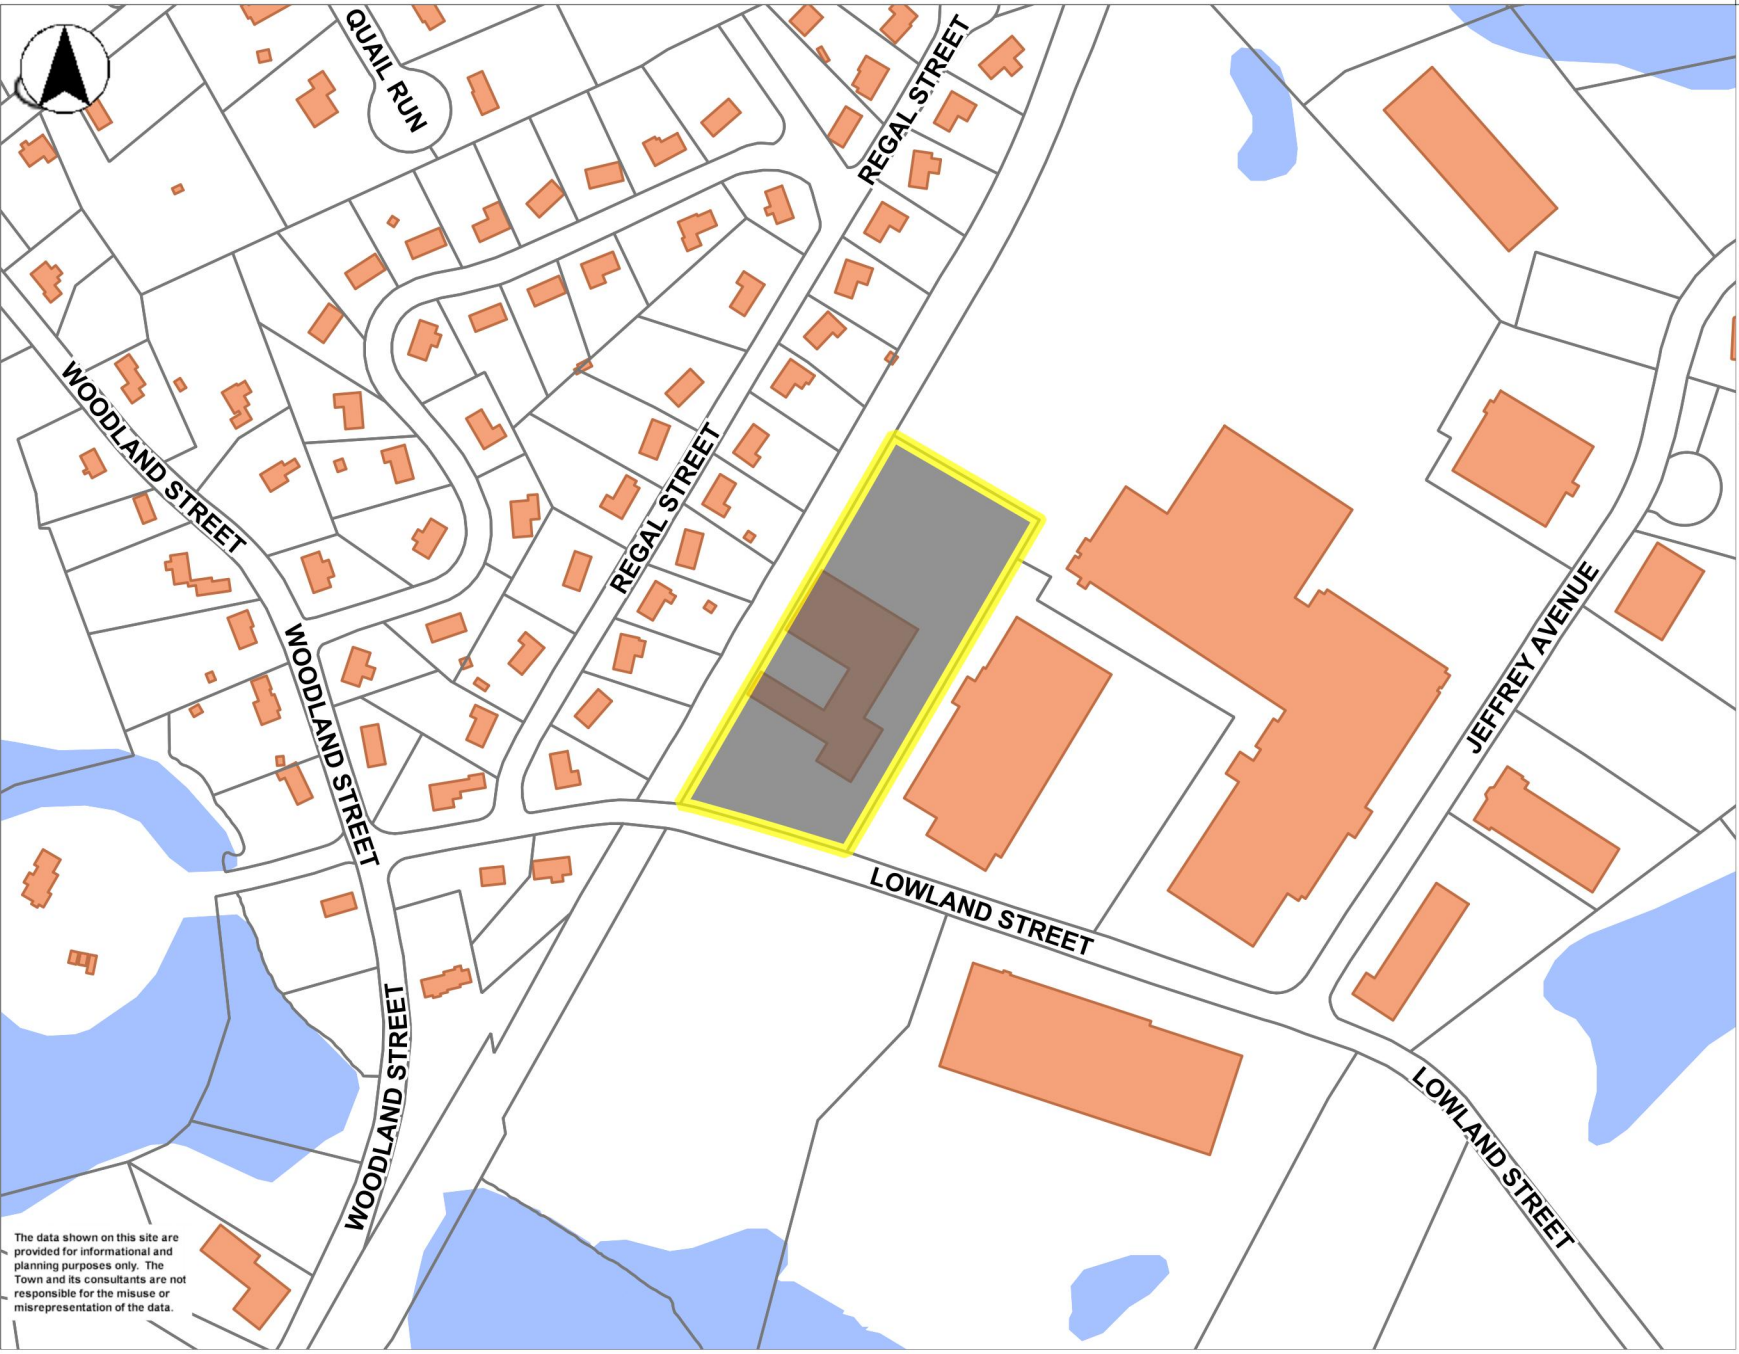 QUAIL RUN
REGAL STREET
WOODLAND STREET
REGAL STREET
JEFFREY AVENUE
WOODLAND STREET
LOWLAND STREET
WOODLAND STREET
LOWLAND STREET
The data shown on this site are
provided for informational and
planning purposes only. The
Town and its consultants are not
responsible for the misuse or
misrepresentation of the data.